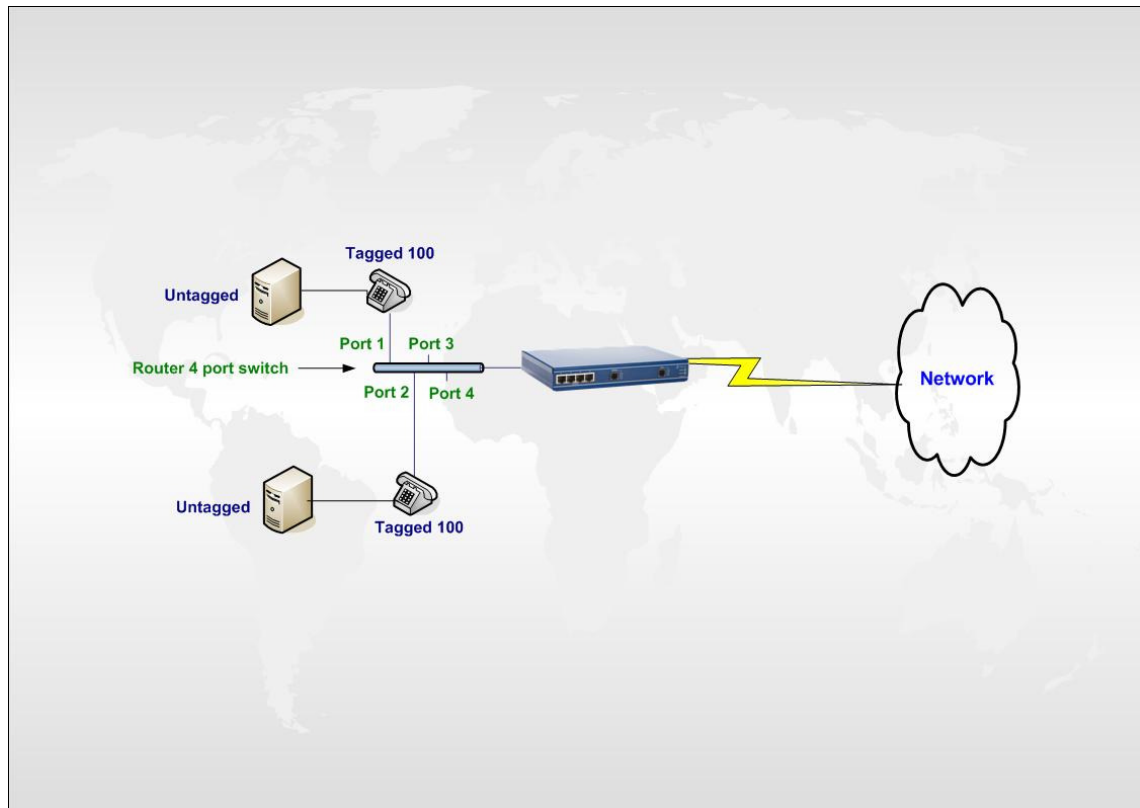 Tagged 100
Untagged
Port 1
Port 3
Router 4 port switch
Port 2
Port 4
Network
Untagged
Tagged 100